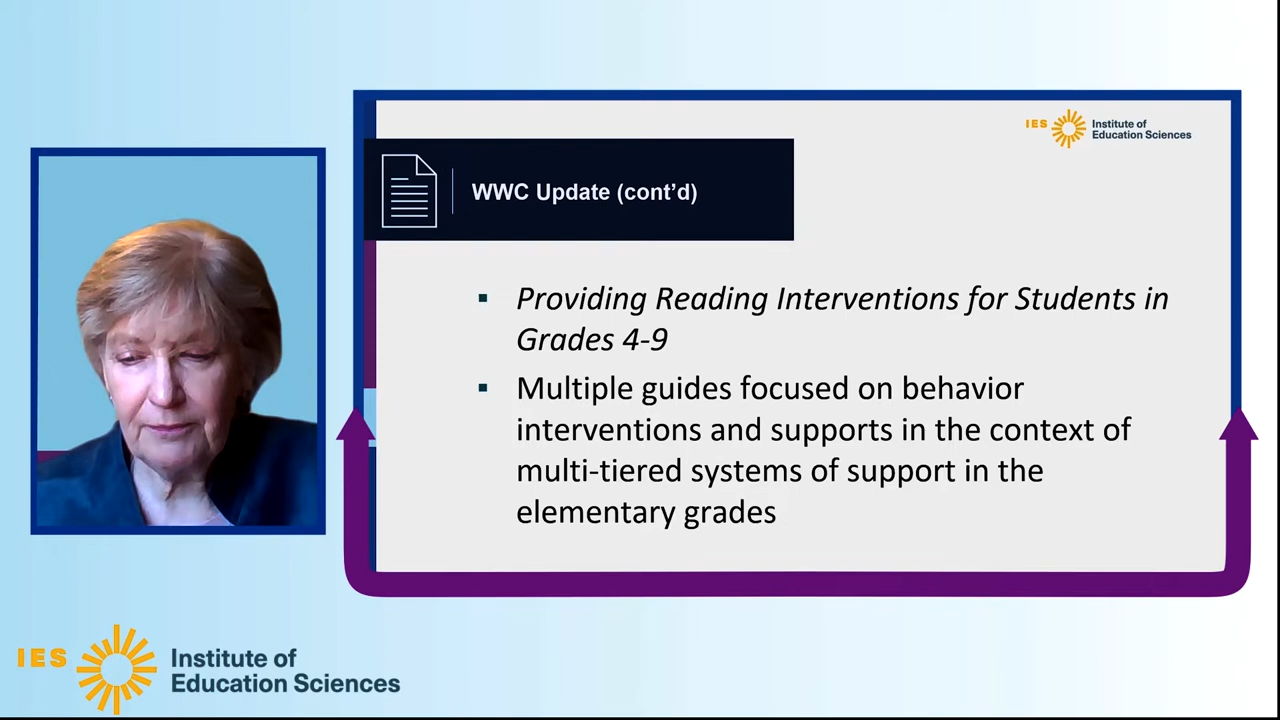 IES Institute of
Education Sciences
WWC Update (cont’d)
▪ Providing Reading Interventions for Students in
Grades 4-9
▪ Multiple guides focused on behavior
interventions and supports in the context of
multi-tiered systems of support in the
elementary grades
IES Institute of
Education Sciences